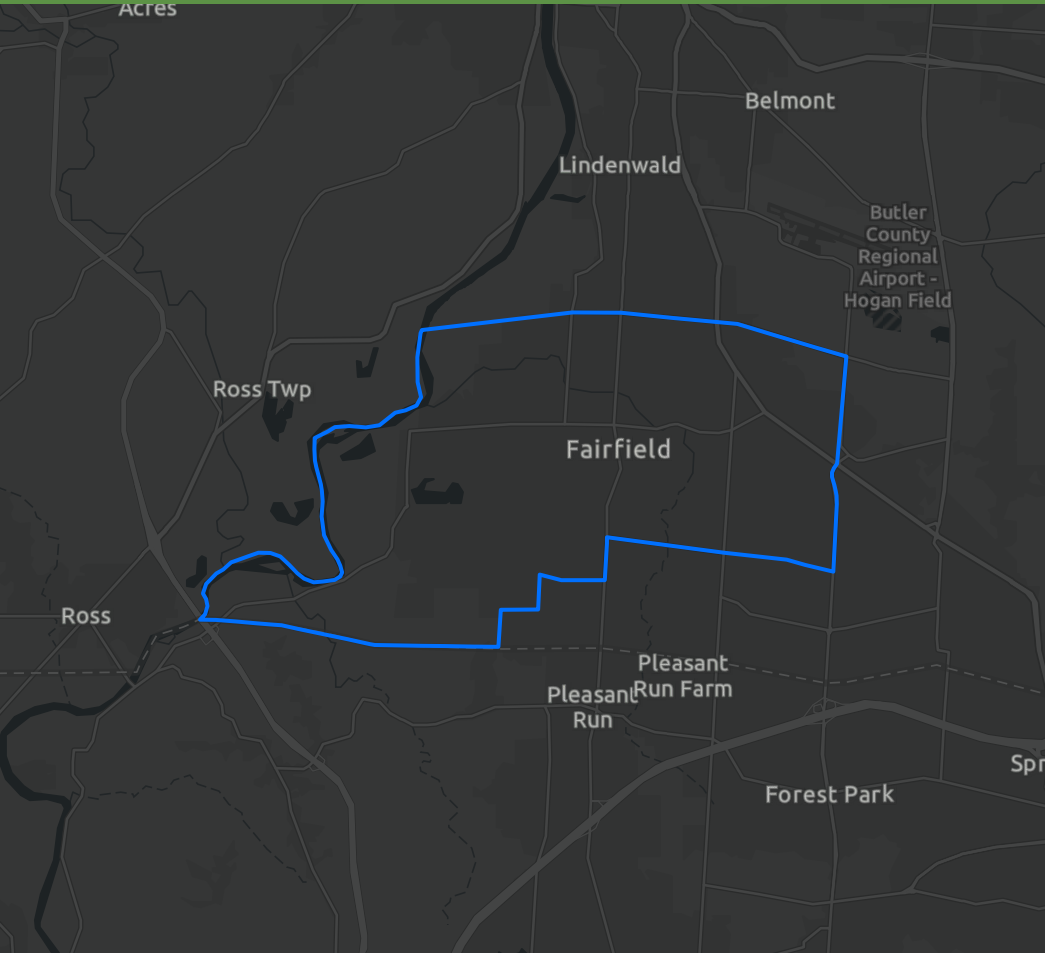 Acres
Belmont
Lindenwald
Butler
County
Regional
Airport -
Hogan Field
Ross Twp
Fairfield
Ross
Pleasant
Run Farm
Pleasant
Run
Spr
Forest Park